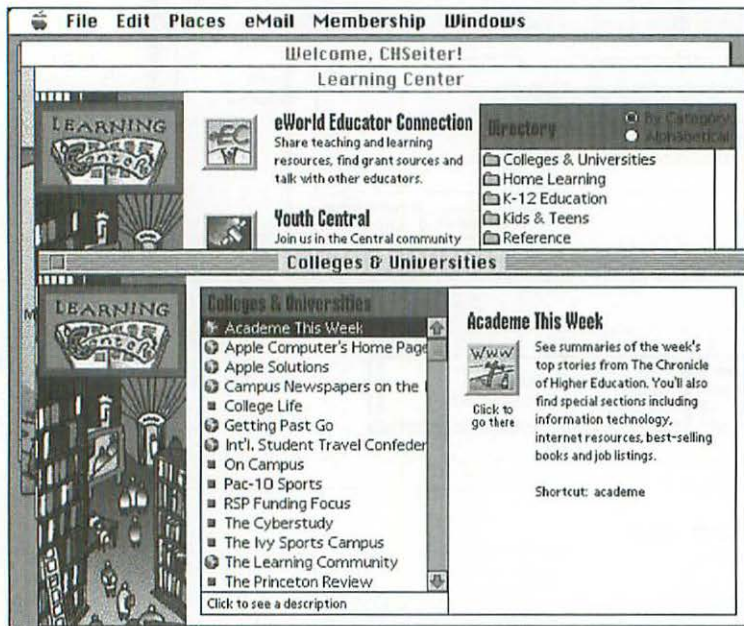 File Edit Places eMail Membership Windows
Welcome, CHSeiter!
Learning Center
LEARNING
Center
eWorld Educator Connection
Share teaching and learning
resources, find grant sources and
talk with other educators.
Youth Central
Join us in the Central community
Directory
By Category
Alphabetical
Colleges & Universities
Home Learning
K-12 Education
Kids & Teens
Reference
Colleges & Universities
LEARNING
Center
Colleges & Universities
Academe This Week
Apple Computer's Home Page
Apple Solutions
Campus Newspapers on the
College Life
Getting Past Go
Int'l. Student Travel Confeder
On Campus
Pac-10 Sports
RSP Funding Focus
The Cyberstudy
The Ivy Sports Campus
The Learning Community
The Princeton Review
Click to see a description
Academe This Week
WWW
Click to
go there
See summaries of the week's
top stories from The Chronicle
of Higher Education. You'll also
find special sections including
information technology,
internet resources, best-selling
books and job listings.
Shortcut: academe